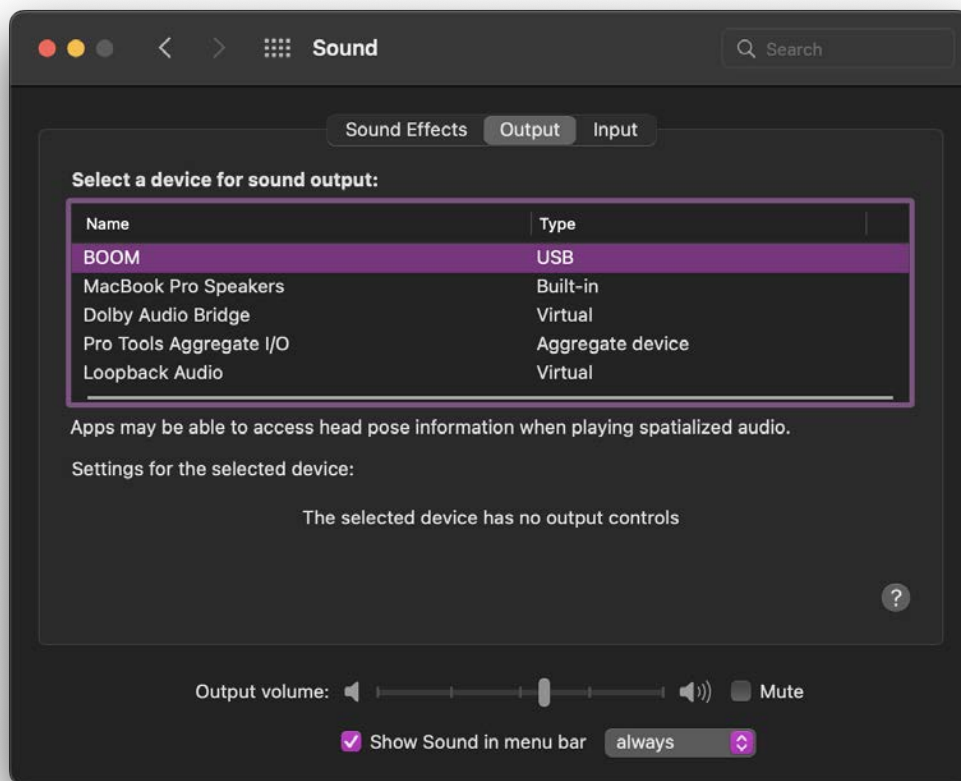 Sound
Search
Sound Effects Output Input
Select a device for sound output:
Name Type
BOOM USB
MacBook Pro Speakers Built-in
Dolby Audio Bridge Virtual
Pro Tools Aggregate I/O Aggregate device
Loopback Audio Virtual
Apps may be able to access head pose information when playing spatialized audio.
Settings for the selected device:
The selected device has no output controls
?
Output volume: Mute
Show Sound in menu bar always